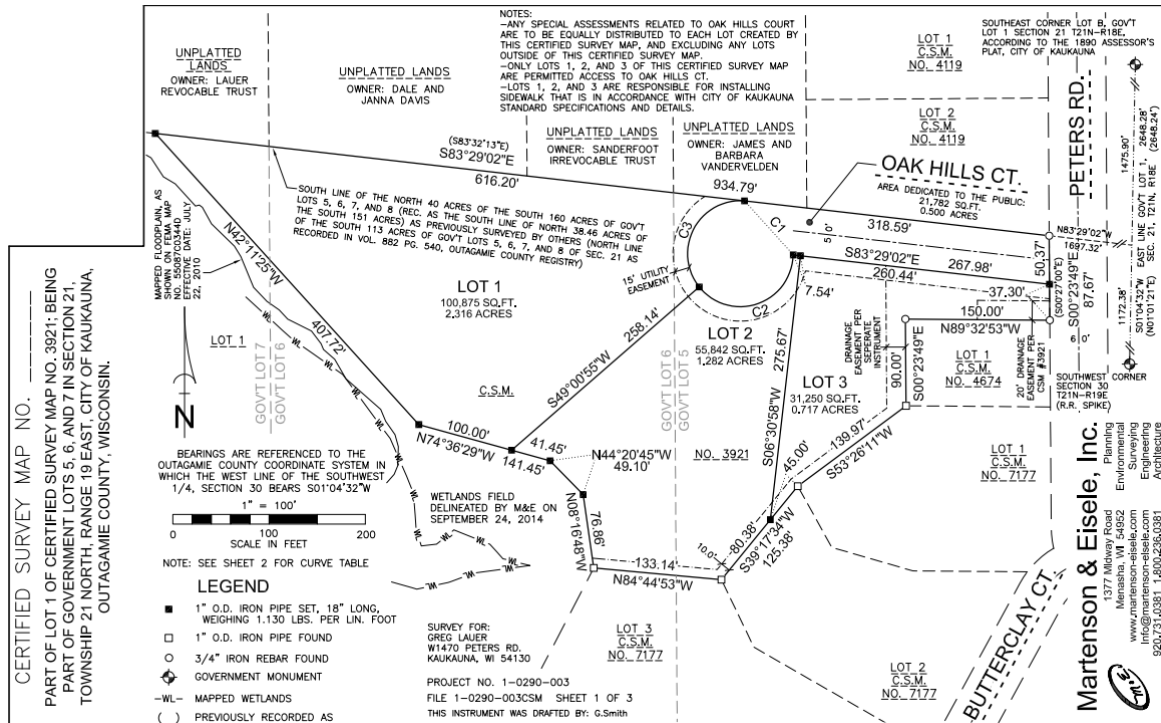 CERTIFIED SURVEY MAP NO.
PART OF LOT 1 OF CERTIFIED SURVEY MAP NO. 3921; BEING
PART OF GOVERNMENT LOTS 5, 6, AND 7 IN SECTION 21,
TOWNSHIP 21 NORTH, RANGE 19 EAST, CITY OF KAUKAUNA,
OUTAGAMIE COUNTY, WISCONSIN.
NOTES:
-ANY SPECIAL ASSESSMENTS RELATED TO OAK HILLS COURT
ARE TO BE EQUALLY DISTRIBUTED TO EACH LOT CREATED BY
THIS CERTIFIED SURVEY MAP, AND EXCLUDING ANY LOTS
OUTSIDE OF THIS CERTIFIED SURVEY MAP.
-ONLY LOTS 1, 2, AND 3 OF THIS CERTIFIED SURVEY MAP
ARE PERMITTED ACCESS TO OAK HILLS CT.
-LOTS 1, 2, AND 3 ARE RESPONSIBLE FOR INSTALLING
SIDEWALK THAT IS IN ACCORDANCE WITH CITY OF KAUKAUNA
STANDARD SPECIFICATIONS AND DETAILS.
UNPLATTED
LANDS
OWNER: LAUER
REVOCABLE TRUST
UNPLATTED LANDS
OWNER: DALE AND
JANNA DAVIS
UNPLATTED LANDS
OWNER: SANDERFOOT
IRREVOCABLE TRUST
UNPLATTED LANDS
OWNER: JAMES AND
BARBARA
VANDERVELDEN
LOT 1
C.S.M.
NO. 4119
LOT 2
C.S.M.
NO. 4119
SOUTHEAST CORNER LOT B, GOV'T
LOT 1 SECTION 21 T21N-R18E,
ACCORDING TO THE 1890 ASSESSOR'S
PLAT, CITY OF KAUKAUNA
PETERS RD.
1475.90'
EAST LINE GOV'T LOT 1, 2648.28'
SEC. 21, T21N, R18E (2648.24')
1172.38'
S01°04'32"W
(N01°01'21"E)
OAK HILLS CT.
AREA DEDICATED TO THE PUBLIC:
21,782 SQ.FT.
0.500 ACRES
(S83°32'13"E)
S83°29'02"E
616.20'
934.79'
318.59'
N83°29'02"W
1697.32'
SOUTH LINE OF THE NORTH 40 ACRES OF THE SOUTH 160 ACRES OF GOV'T
LOTS 5, 6, 7, AND 8 (REC. AS THE SOUTH LINE OF NORTH 38.46 ACRES OF
THE SOUTH 151 ACRES) AS PREVIOUSLY SURVEYED BY OTHERS (NORTH LINE
OF THE SOUTH 113 ACRES OF GOV'T LOTS 5, 6, 7, AND 8 OF SEC. 21 AS
RECORDED IN VOL. 882 PG. 540, OUTAGAMIE COUNTY REGISTRY)
C1
C2
C3
S83°29'02"E
260.44'
267.98'
7.54'
50.37'
(S00°27'00"E)
S00°23'49"E
87.67'
37.30'
150.00'
N89°32'53"W
90.00'
S00°23'49"E
15' UTILITY
EASEMENT
MAPPED FLOODPLAIN, AS
SHOWN ON FEMA MAP
NO. 55087C0344D
EFFECTIVE DATE: JULY
22, 2010
N42°11'25"W
407.72'
LOT 1
100,875 SQ.FT.
2.316 ACRES
LOT 2
55,842 SQ.FT.
1.282 ACRES
LOT 3
31,250 SQ.FT.
0.717 ACRES
DRAINAGE
EASEMENT PER
SEPERATE
INSTRUMENT
LOT 1
C.S.M.
NO. 4674
20' DRAINAGE
EASEMENT PER
CSM #3921
SOUTHWEST CORNER
SECTION 30
T21N-R19E
(R.R. SPIKE)
S49°00'55"W
258.14'
275.67'
S06°30'58"W
139.97'
S53°26'11"W
45.00'
LOT 1
GOV'T LOT 7
GOV'T LOT 6
GOV'T LOT 6
GOV'T LOT 5
C.S.M.
NO. 3921
LOT 1
C.S.M.
NO. 7177
100.00'
41.45'
N74°36'29"W
141.45'
N44°20'45"W
49.10'
N08°16'48"W
76.86'
133.14'
N84°44'53"W
10.0'
80.38'
S39°17'34"W
125.38'
N
BEARINGS ARE REFERENCED TO THE
OUTAGAMIE COUNTY COORDINATE SYSTEM IN
WHICH THE WEST LINE OF THE SOUTHWEST
1/4, SECTION 30 BEARS S01°04'32"W
1" = 100'
0 100 200
SCALE IN FEET
NOTE: SEE SHEET 2 FOR CURVE TABLE
WETLANDS FIELD
DELINEATED BY M&E ON
SEPTEMBER 24, 2014
WL
LEGEND
1" O.D. IRON PIPE SET, 18" LONG,
WEIGHING 1.130 LBS. PER LIN. FOOT
1" O.D. IRON PIPE FOUND
3/4" IRON REBAR FOUND
GOVERNMENT MONUMENT
-WL- MAPPED WETLANDS
( ) PREVIOUSLY RECORDED AS
SURVEY FOR:
GREG LAUER
W1470 PETERS RD.
KAUKAUNA, WI 54130
PROJECT NO. 1-0290-003
FILE 1-0290-003CSM SHEET 1 OF 3
THIS INSTRUMENT WAS DRAFTED BY: G.Smith
LOT 3
C.S.M.
NO. 7177
LOT 2
C.S.M.
NO. 7177
BUTTERCLAY CT.
Martenson & Eisele, Inc.
1377 Midway Road
Menasha, WI 54952
www.martenson-eisele.com
info@martenson-eisele.com
920.731.0381 1.800.236.0381
Planning
Environmental
Surveying
Engineering
Architecture
M&E